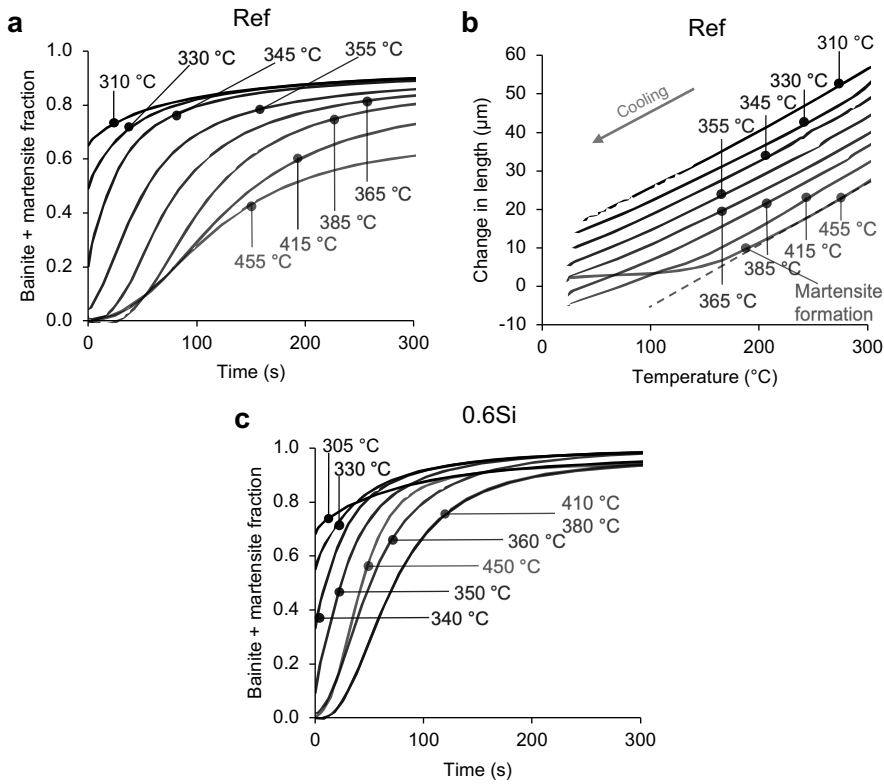 a
Ref
Bainite + martensite fraction
1.0
0.8
0.6
0.4
0.2
0.0
0
100
200
300
Time (s)
310 °C
330 °C
345 °C
355 °C
365 °C
385 °C
415 °C
455 °C
b
Ref
Change in length (µm)
60
50
40
30
20
10
0
-10
0
100
200
300
Temperature (°C)
Cooling
310 °C
330 °C
345 °C
355 °C
455 °C
415 °C
385 °C
365 °C
Martensite
formation
c
0.6Si
Bainite + martensite fraction
1.0
0.8
0.6
0.4
0.2
0.0
0
100
200
300
Time (s)
305 °C
330 °C
410 °C
380 °C
360 °C
450 °C
350 °C
340 °C